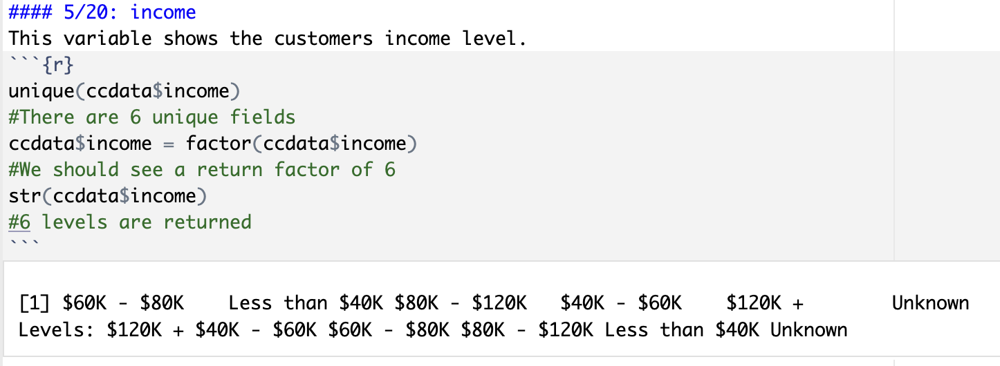 #### 5/20: income
This variable shows the customers income level.
```{r}
unique(ccdata$income)
#There are 6 unique fields
ccdata$income = factor(ccdata$income)
#We should see a return factor of 6
str(ccdata$income)
#6 levels are returned
```
[1] $60K - $80K    Less than $40K $80K - $120K   $40K - $60K    $120K +        Unknown
Levels: $120K + $40K - $60K $60K - $80K $80K - $120K Less than $40K Unknown